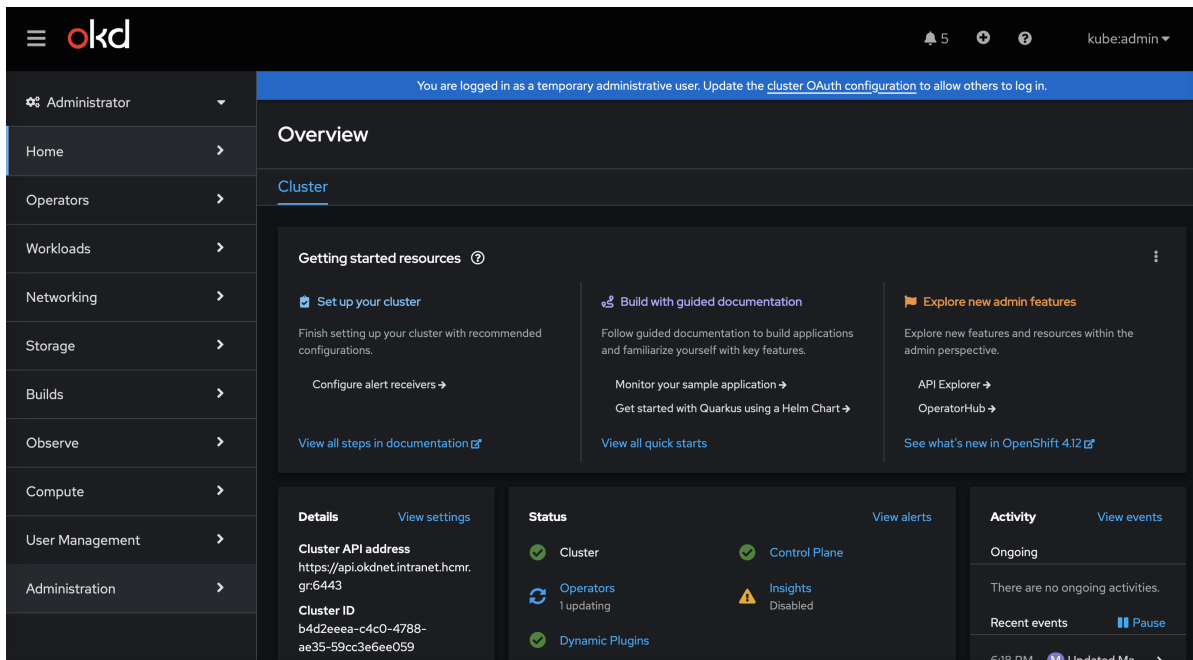 okd
5
kube:admin
Administrator
You are logged in as a temporary administrative user. Update the cluster OAuth configuration to allow others to log in.
Home
Operators
Workloads
Networking
Storage
Builds
Observe
Compute
User Management
Administration
Overview
Cluster
Getting started resources
Set up your cluster
Finish setting up your cluster with recommended
configurations.
Configure alert receivers
View all steps in documentation
Build with guided documentation
Follow guided documentation to build applications
and familiarize yourself with key features.
Monitor your sample application
Get started with Quarkus using a Helm Chart
View all quick starts
Explore new admin features
Explore new features and resources within the
admin perspective.
API Explorer
OperatorHub
See what's new in OpenShift 4.12
Details
View settings
Cluster API address
https://api.okdnet.intranet.hcmr.
gr:6443
Cluster ID
b4d2eeea-c4c0-4788-
ae35-59cc3e6ee059
Status
View alerts
Cluster
Control Plane
Operators
1 updating
Insights
Disabled
Dynamic Plugins
Activity
View events
Ongoing
There are no ongoing activities.
Recent events
Pause
6:18 PM M Updated Ma